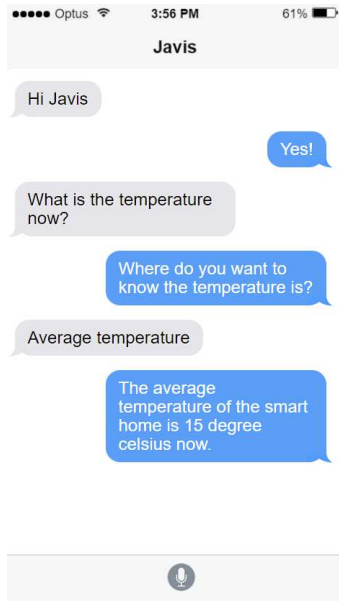 Optus 3:56 PM 61%
Javis
Hi Javis
Yes!
What is the temperature
now?
Where do you want to
know the temperature is?
Average temperature
The average
temperature of the smart
home is 15 degree
celsius now.